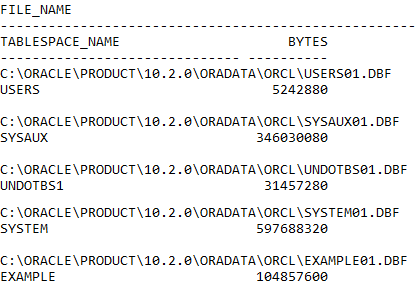 FILE_NAME
--------------------------------------------------
TABLESPACE_NAME                     BYTES
------------------------------ ----------
C:\ORACLE\PRODUCT\10.2.0\ORADATA\ORCL\USERS01.DBF
USERS                             5242880
C:\ORACLE\PRODUCT\10.2.0\ORADATA\ORCL\SYSAUX01.DBF
SYSAUX                          346030080
C:\ORACLE\PRODUCT\10.2.0\ORADATA\ORCL\UNDOTBS01.DBF
UNDOTBS1                         31457280
C:\ORACLE\PRODUCT\10.2.0\ORADATA\ORCL\SYSTEM01.DBF
SYSTEM                          597688320
C:\ORACLE\PRODUCT\10.2.0\ORADATA\ORCL\EXAMPLE01.DBF
EXAMPLE                         104857600